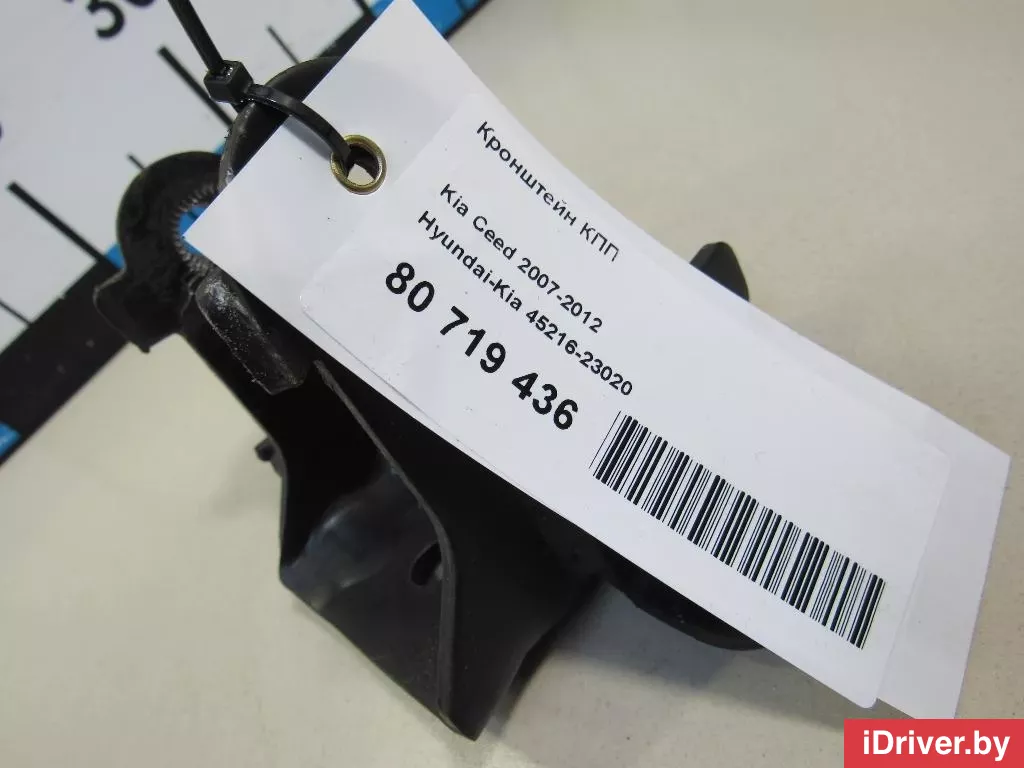 Кронштейн КПП
Kia Ceed 2007-2012
Hyundai-Kia 45216-23020
80 719 436
iDriver.by